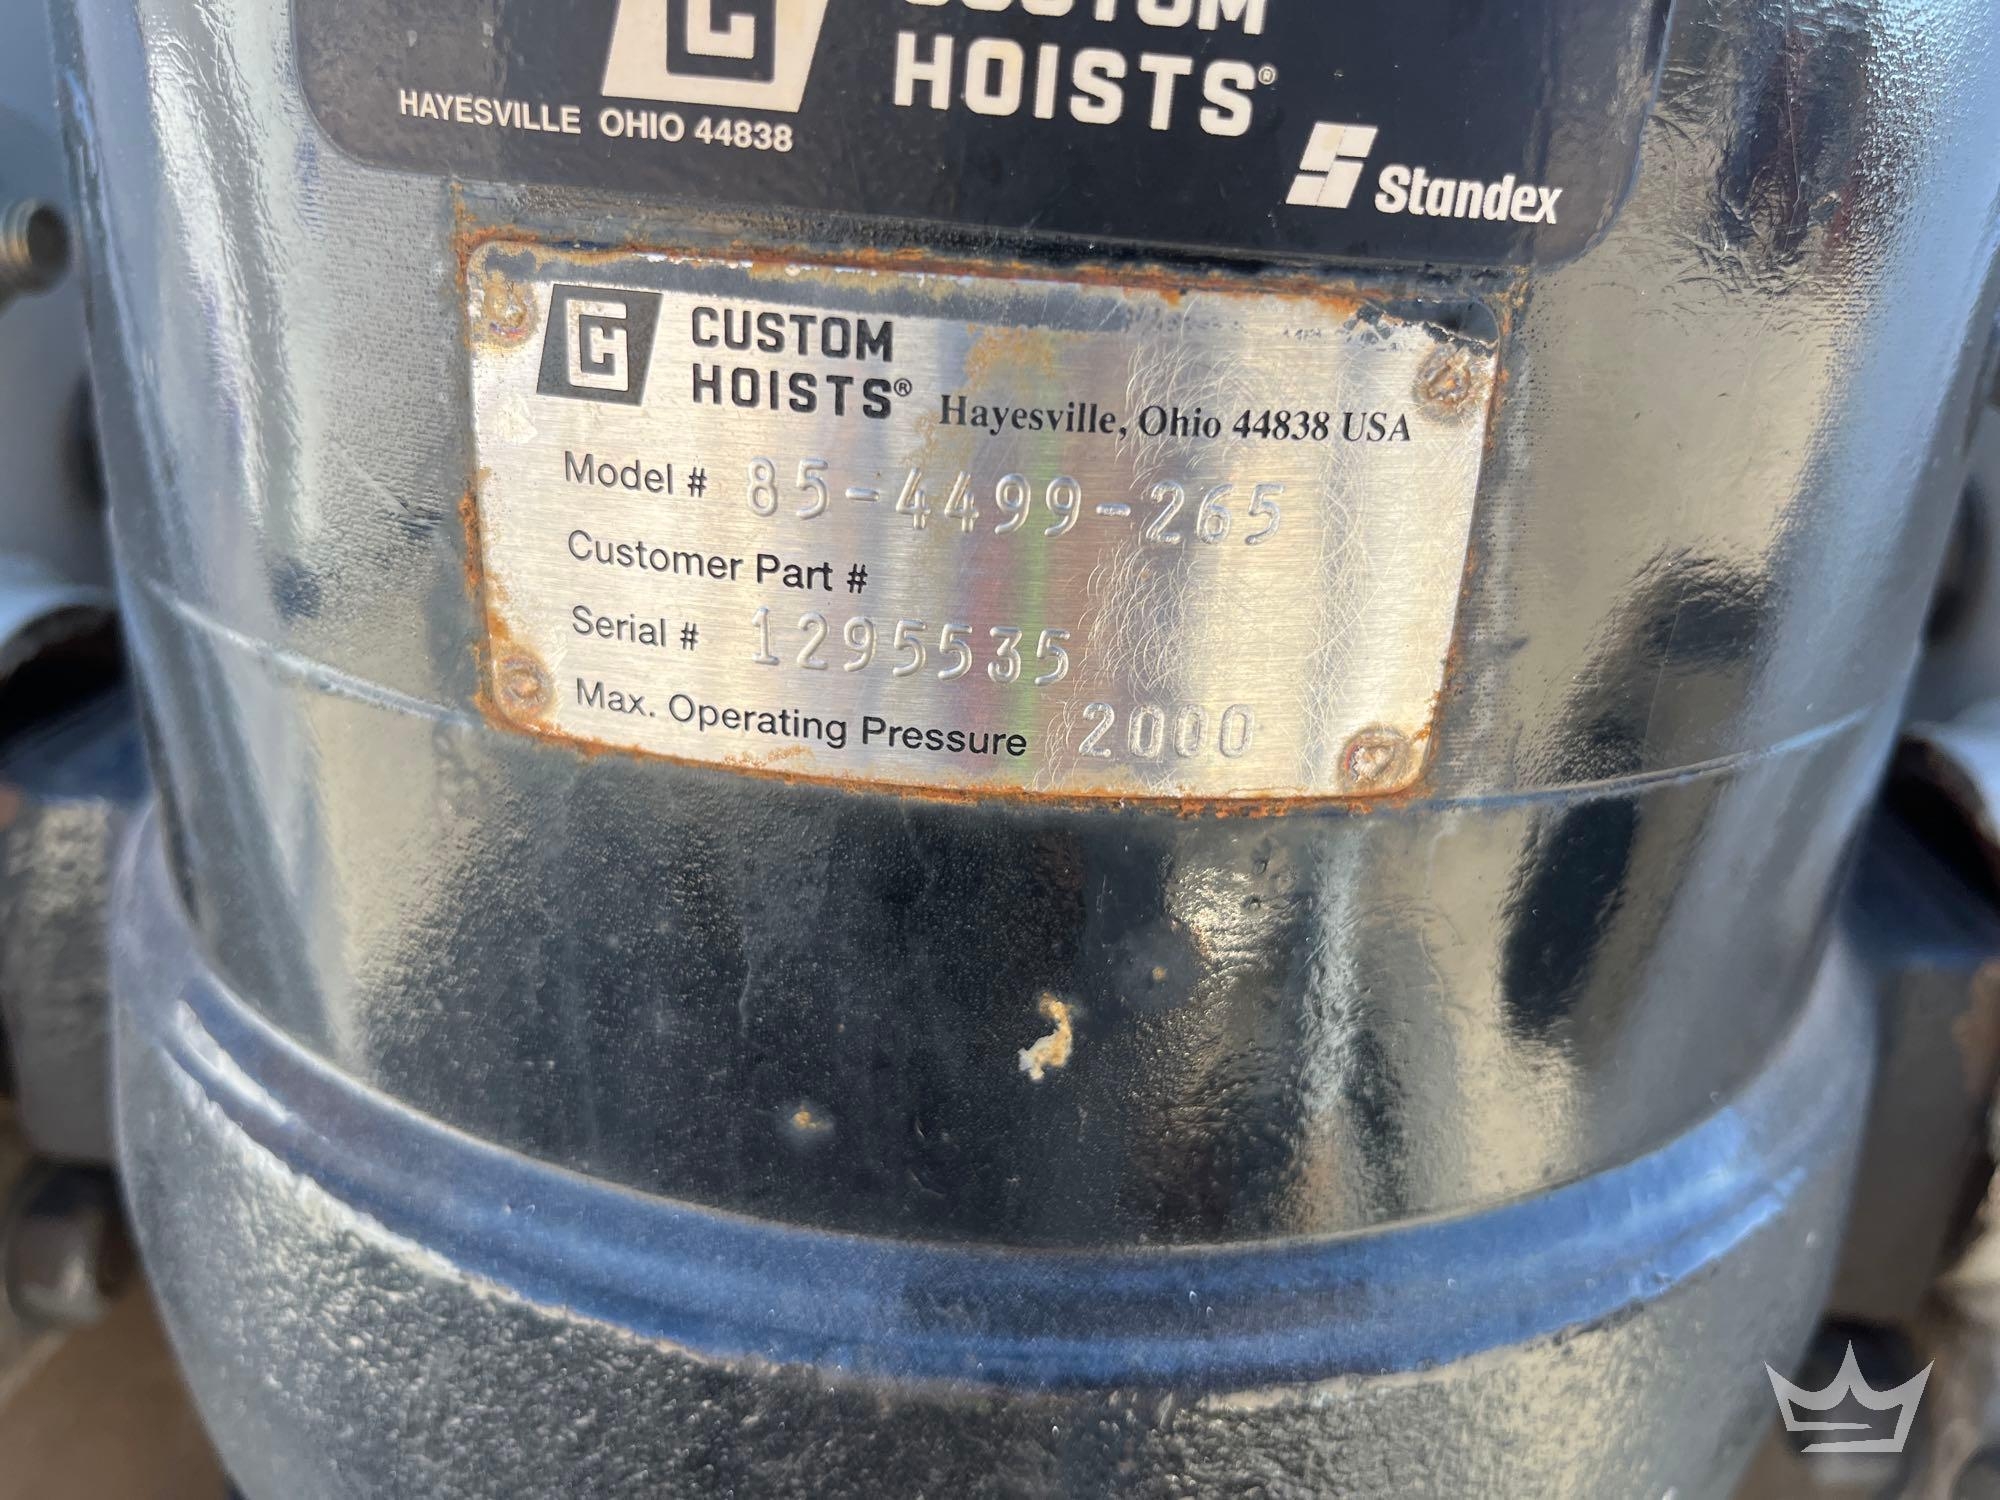 CUSTOM
HOISTS®
HAYESVILLE OHIO 44838
Standex
CUSTOM
HOISTS®
Hayesville, Ohio 44838 USA
Model # 85-4499-265
Customer Part #
Serial # 1295535
Max. Operating Pressure 2000